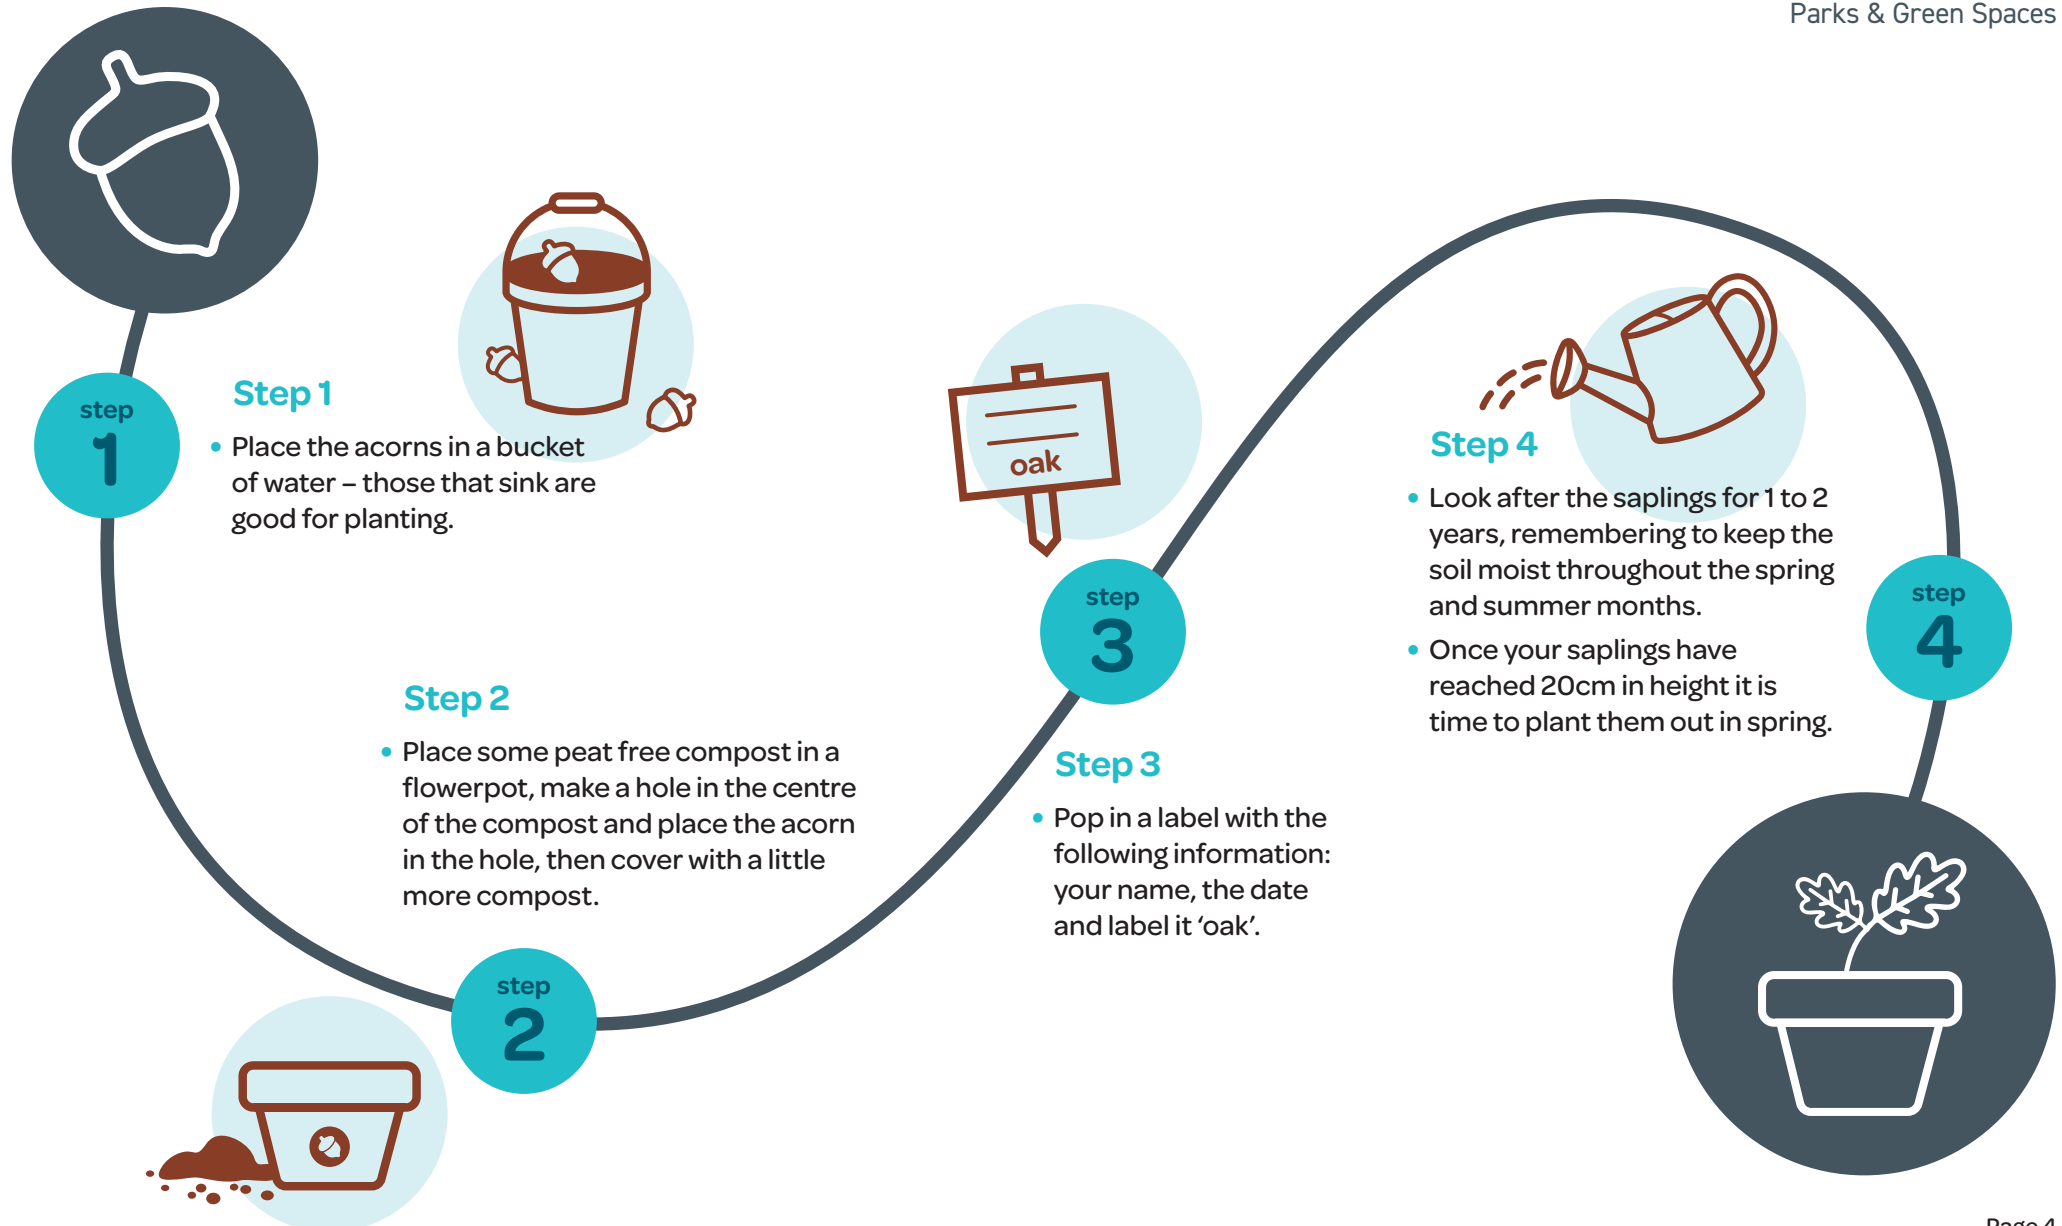 Parks & Green Spaces
step
1
Step 1
• Place the acorns in a bucket
of water – those that sink are
good for planting.
Step 2
• Place some peat free compost in a
flowerpot, make a hole in the centre
of the compost and place the acorn
in the hole, then cover with a little
more compost.
step
2
oak
step
3
Step 3
• Pop in a label with the
following information:
your name, the date
and label it ‘oak’.
Step 4
• Look after the saplings for 1 to 2
years, remembering to keep the
soil moist throughout the spring
and summer months.
• Once your saplings have
reached 20cm in height it is
time to plant them out in spring.
step
4
Page 4